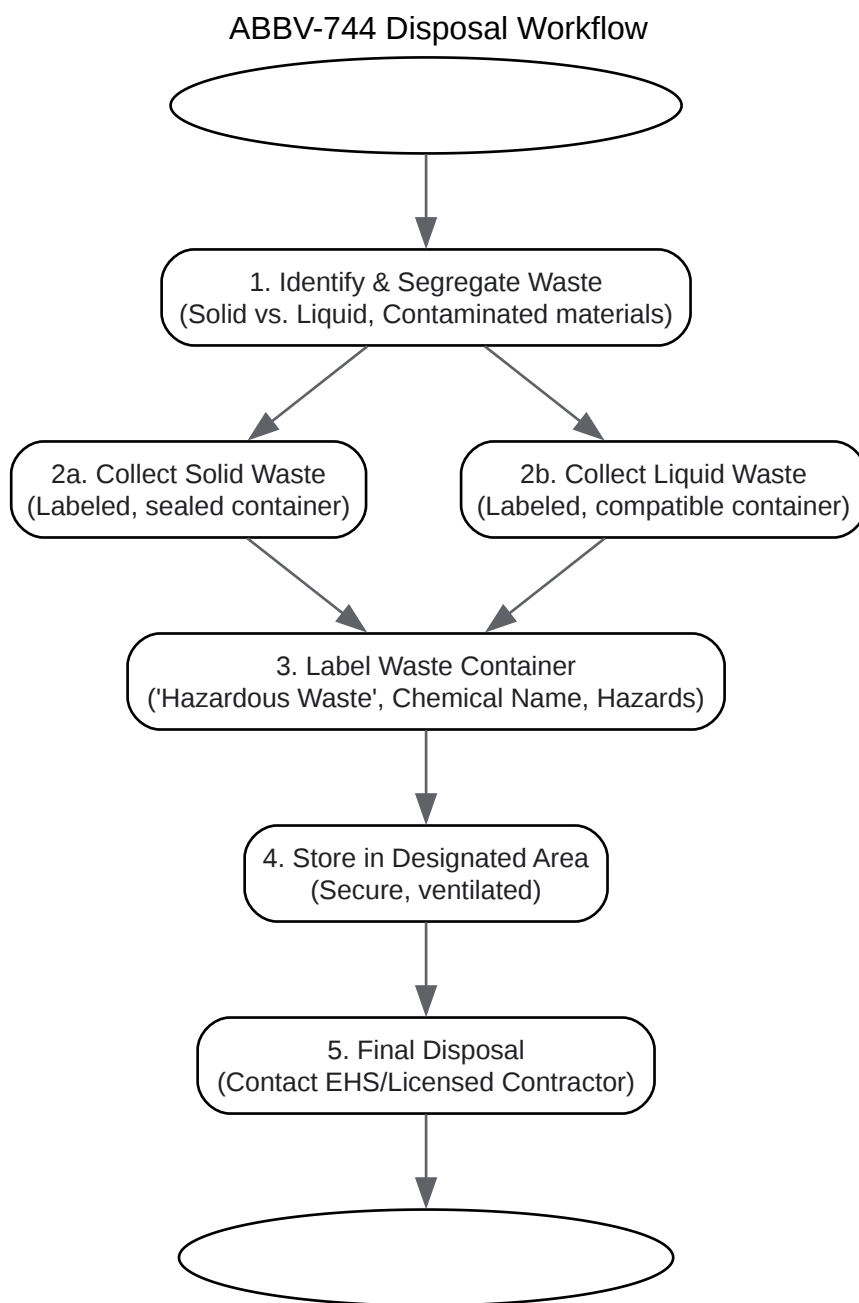 ABBV-744 Disposal Workflow
1. Identify & Segregate Waste
(Solid vs. Liquid, Contaminated materials)
2a. Collect Solid Waste
(Labeled, sealed container)
2b. Collect Liquid Waste
(Labeled, compatible container)
3. Label Waste Container
('Hazardous Waste', Chemical Name, Hazards)
4. Store in Designated Area
(Secure, ventilated)
5. Final Disposal
(Contact EHS/Licensed Contractor)